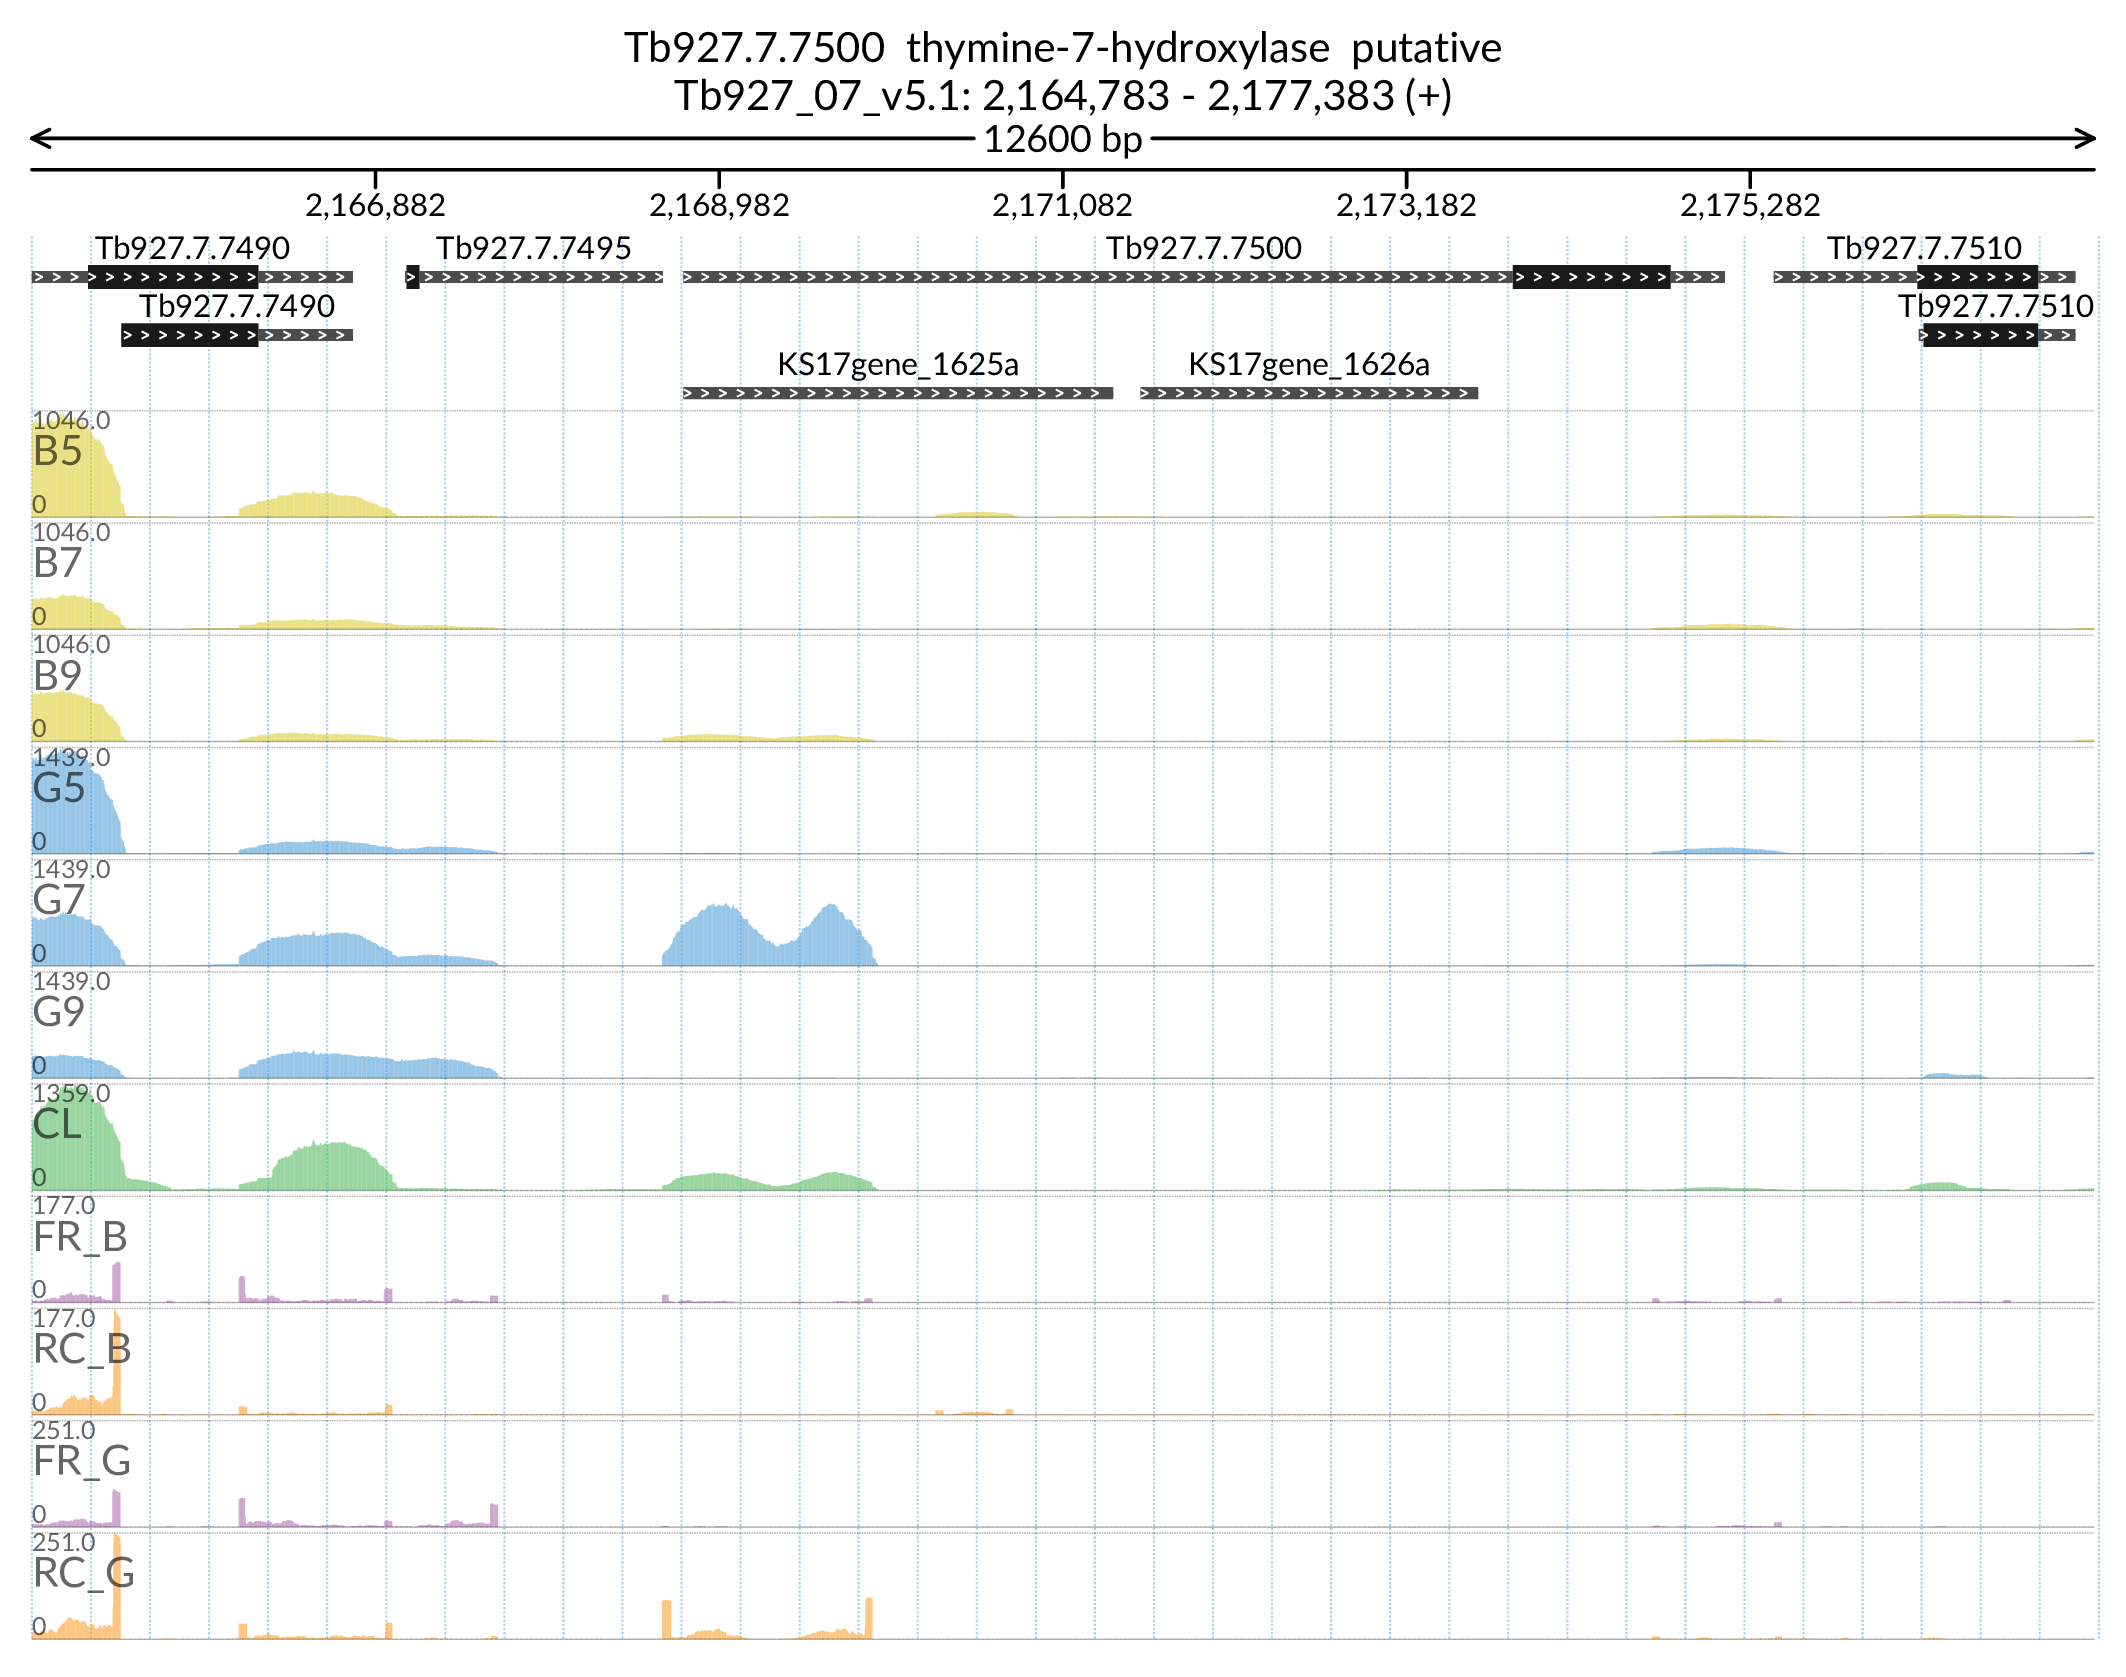 Tb927.7.7500  thymine-7-hydroxylase  putative
Tb927_07_v5.1: 2,164,783 - 2,177,383 (+)
12600 bp
2,166,882 2,168,982 2,171,082 2,173,182 2,175,282
Tb927.7.7490 Tb927.7.7495 Tb927.7.7500 Tb927.7.7510
Tb927.7.7490 Tb927.7.7510
KS17gene_1625a KS17gene_1626a
1046.0
B5
0
1046.0
B7
0
1046.0
B9
0
1439.0
G5
0
1439.0
G7
0
1439.0
G9
0
1359.0
CL
0
177.0
FR_B
0
177.0
RC_B
0
251.0
FR_G
0
251.0
RC_G
0